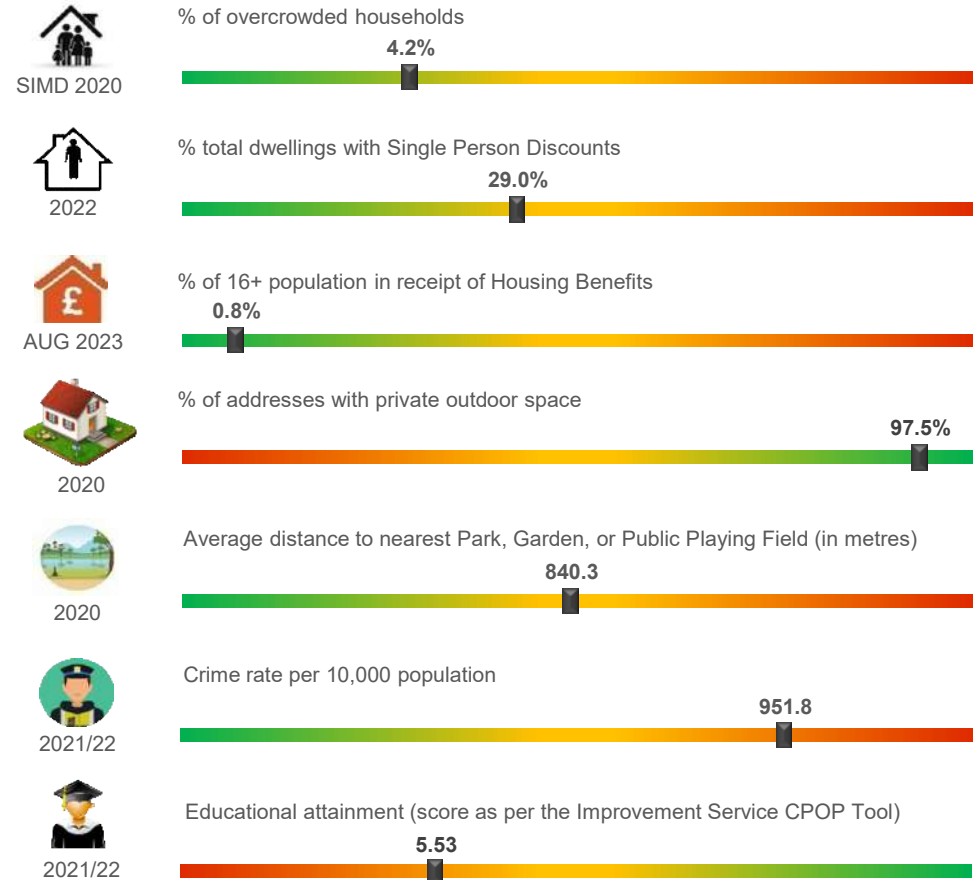 % of overcrowded households
4.2%
SIMD 2020
% total dwellings with Single Person Discounts
29.0%
2022
% of 16+ population in receipt of Housing Benefits
0.8%
£
AUG 2023
% of addresses with private outdoor space
97.5%
2020
Average distance to nearest Park, Garden, or Public Playing Field (in metres)
840.3
2020
Crime rate per 10,000 population
951.8
2021/22
Educational attainment (score as per the Improvement Service CPOP Tool)
5.53
2021/22